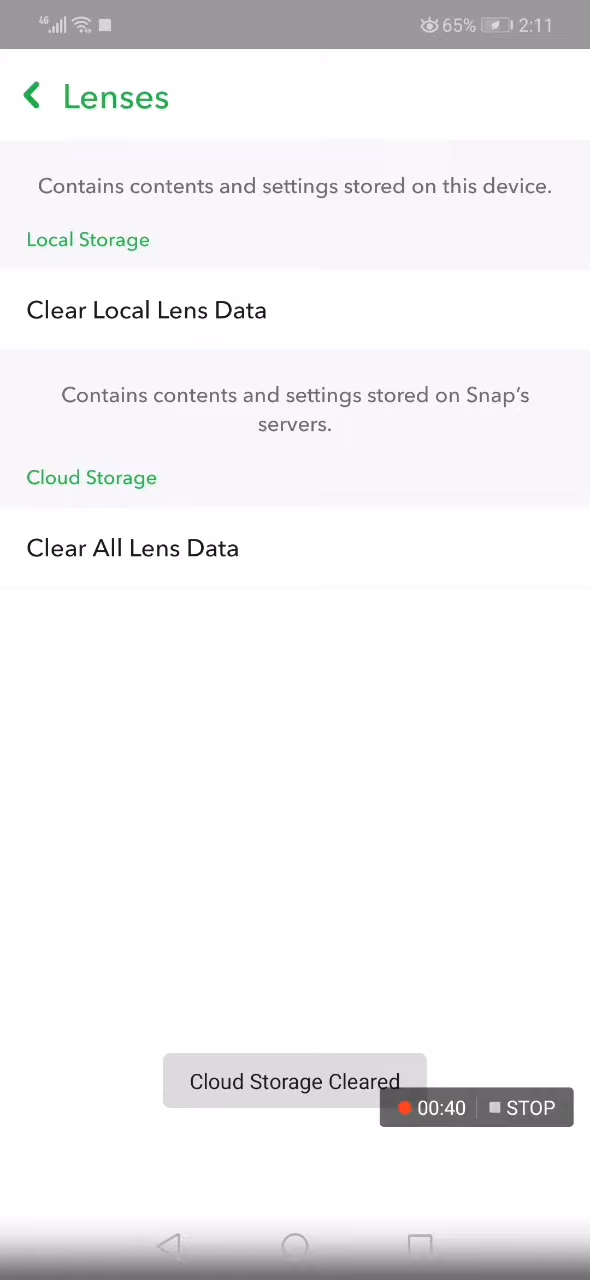 4G 65% 2:11
Lenses
Contains contents and settings stored on this device.
Local Storage
Clear Local Lens Data
Contains contents and settings stored on Snap’s
servers.
Cloud Storage
Clear All Lens Data
Cloud Storage Cleared
00:40 STOP